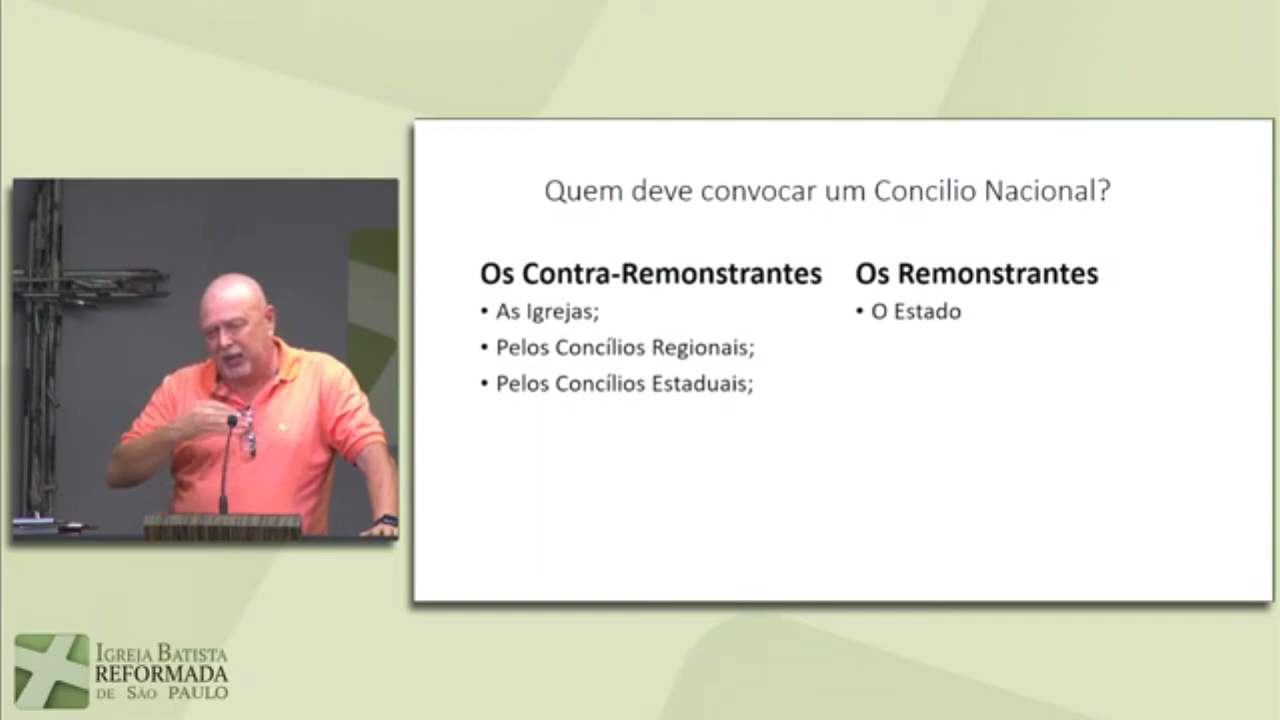 Quem deve convocar um Concilio Nacional?
Os Contra-Remonstrantes
• As Igrejas;
• Pelos Concílios Regionais;
• Pelos Concílios Estaduais;
Os Remonstrantes
• O Estado
IGREJA BATISTA
REFORMADA
DE SÃO PAULO